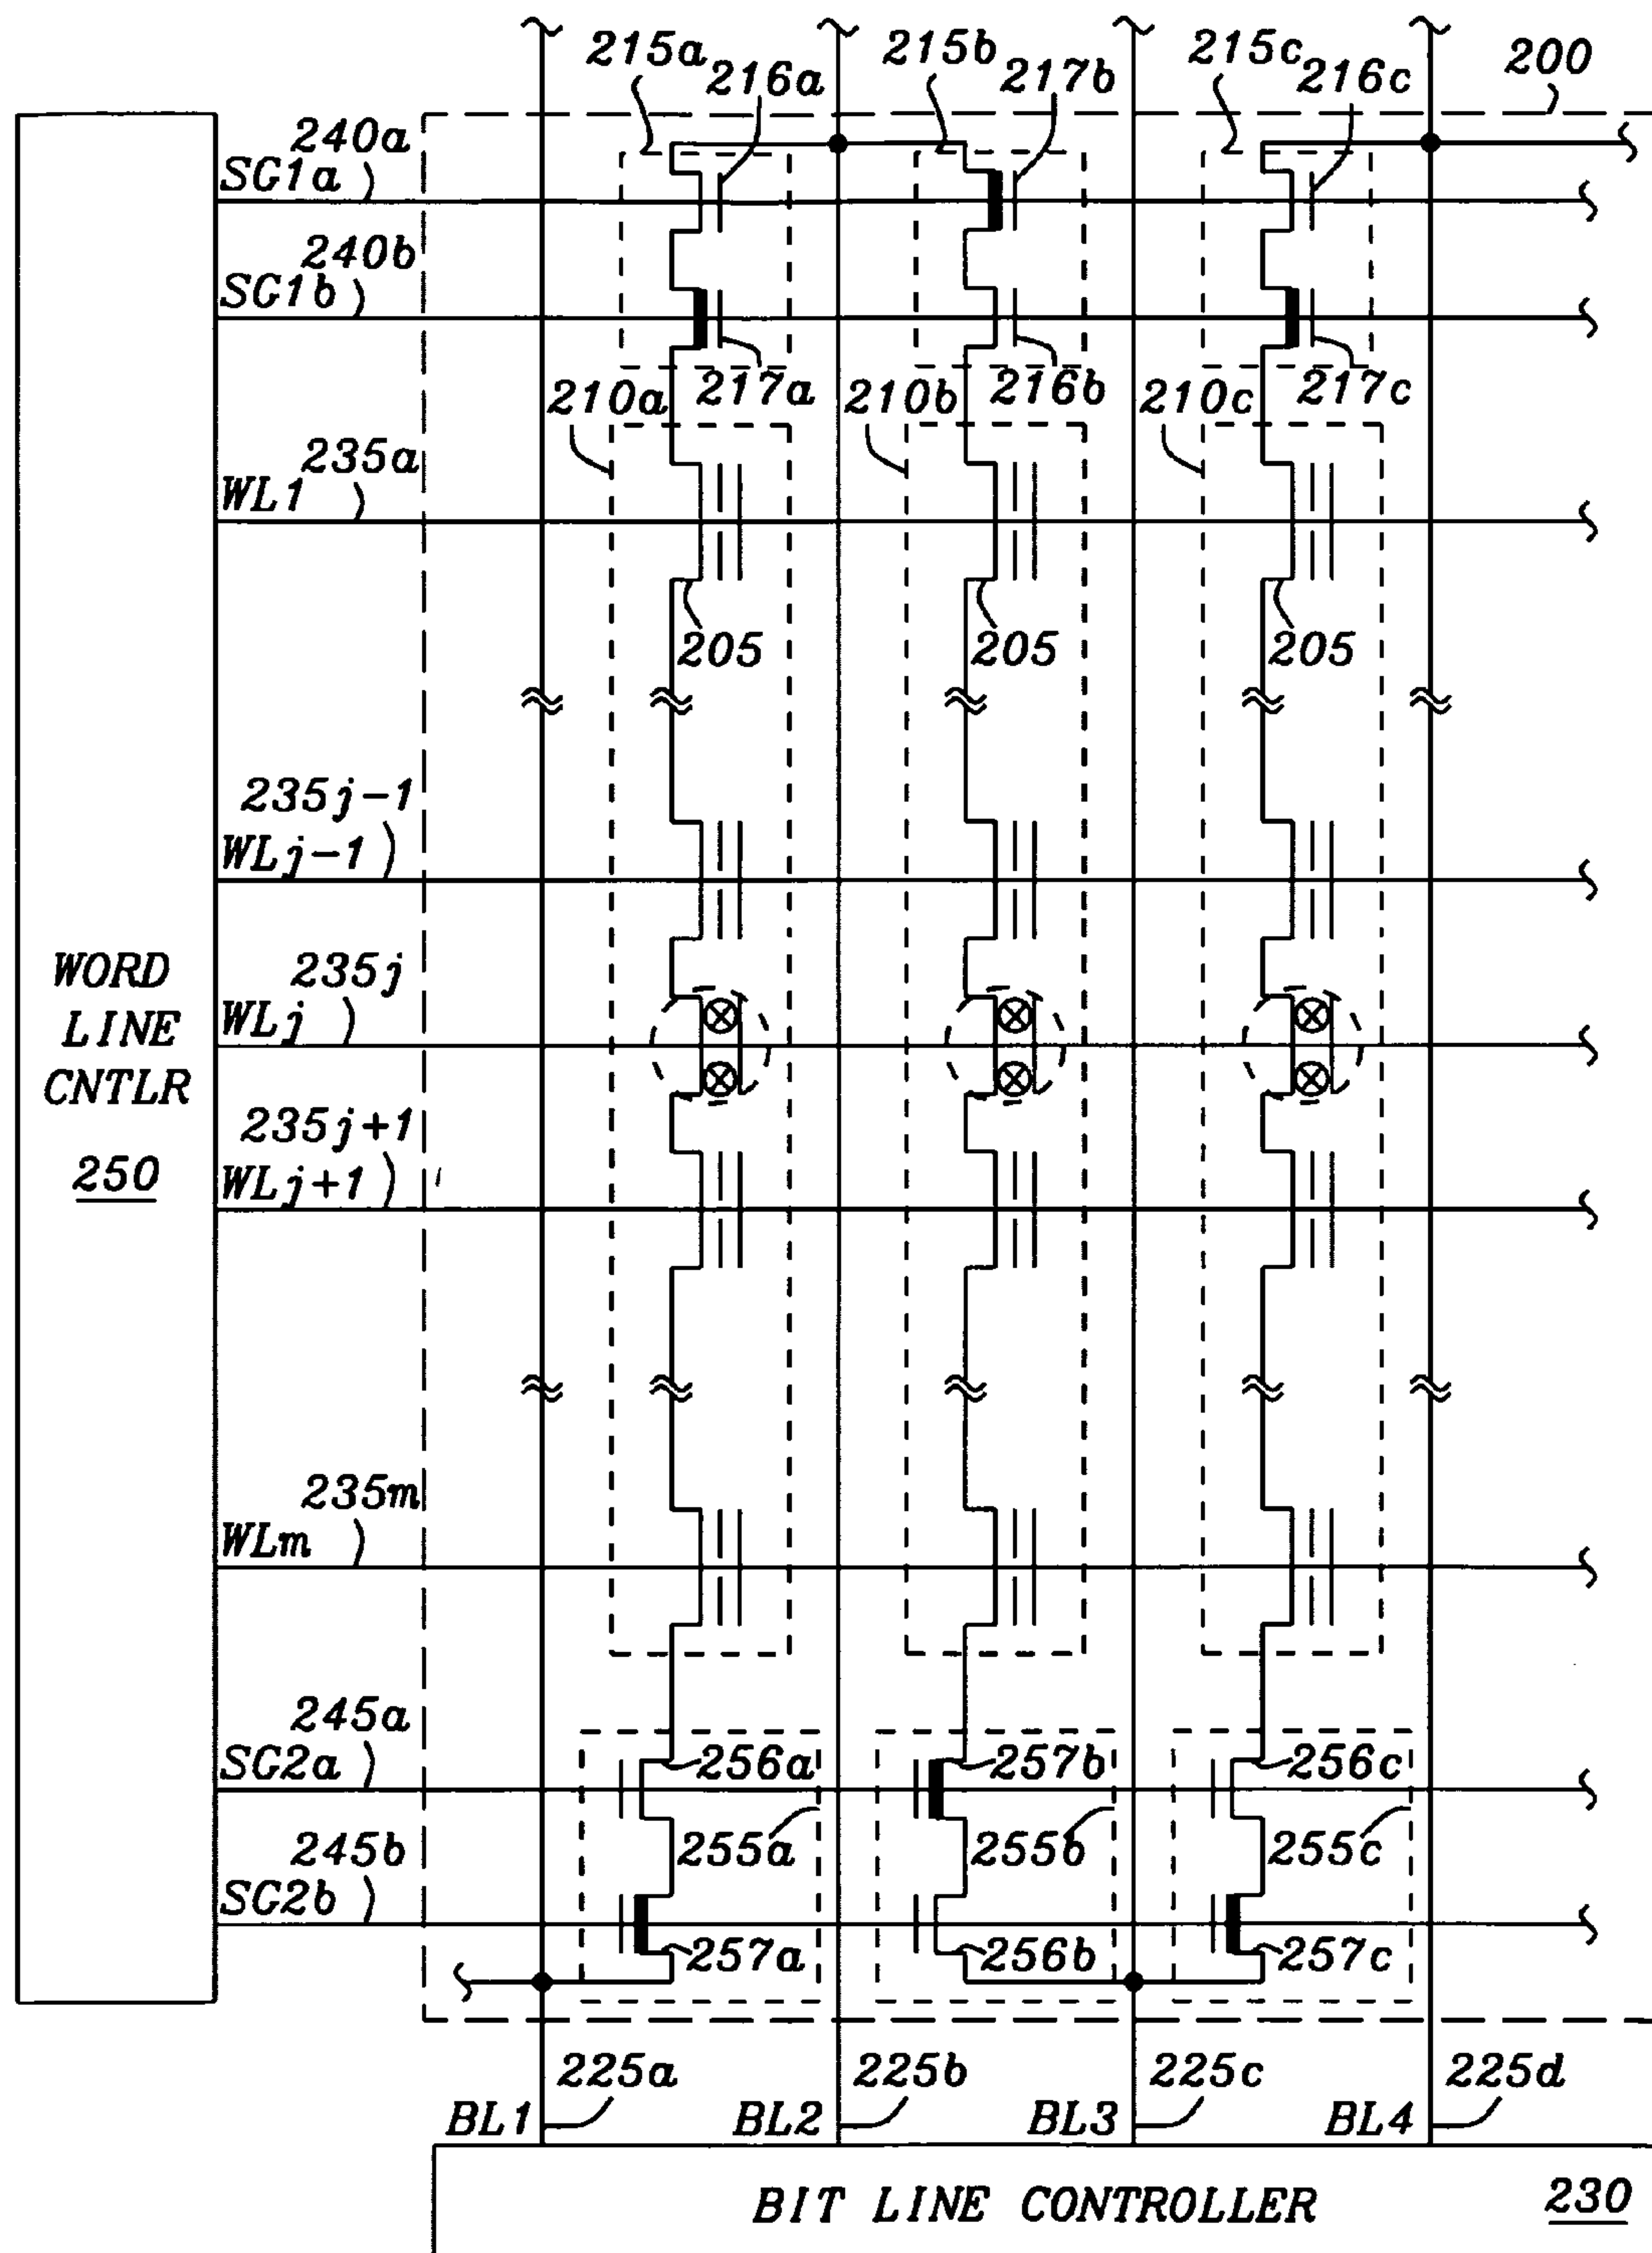 215a 215b 215c 200
216a 217b 216c
240a
SG1a
240b
SG1b
217a 216b 217c
210a 210b 210c
235a
WL1
205 205 205
235j-1
WLj-1
235j
WLj
WORD
LINE
CNTLR
250
235j+1
WLj+1
235m
WLm
245a
SG2a
256a 257b 256c
255a 255b 255c
245b
SG2b
257a 256b 257c
225a 225b 225c 225d
BL1 BL2 BL3 BL4
BIT LINE CONTROLLER 230